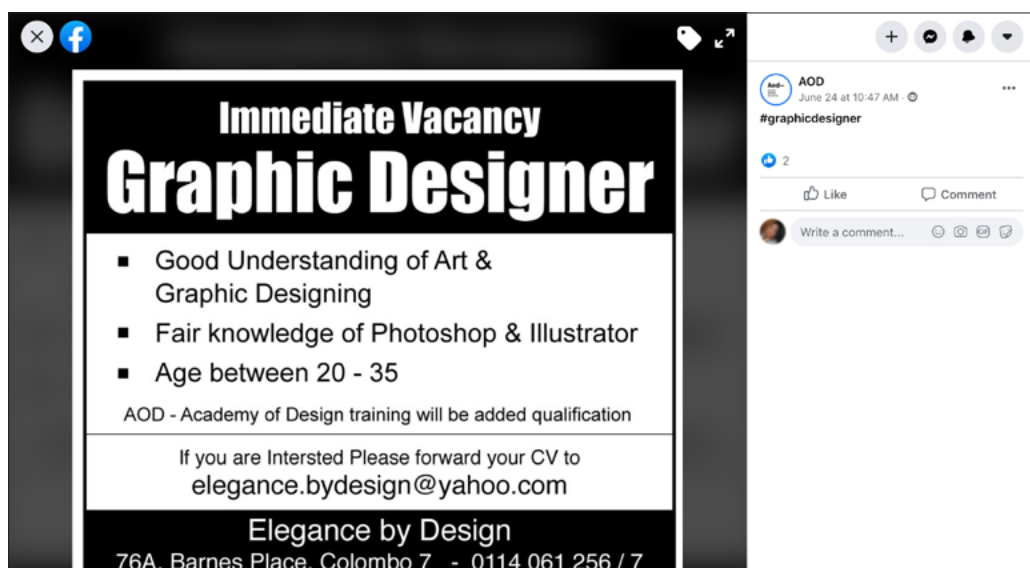 Immediate Vacancy
Graphic Designer
▪ Good Understanding of Art &
Graphic Designing
▪ Fair knowledge of Photoshop & Illustrator
▪ Age between 20 - 35
AOD - Academy of Design training will be added qualification
If you are Intersted Please forward your CV to
elegance.bydesign@yahoo.com
Elegance by Design
76A, Barnes Place, Colombo 7 - 0114 061 256 / 7
AOD
June 24 at 10:47 AM ·
#graphicdesigner
2
Like Comment
Write a comment...